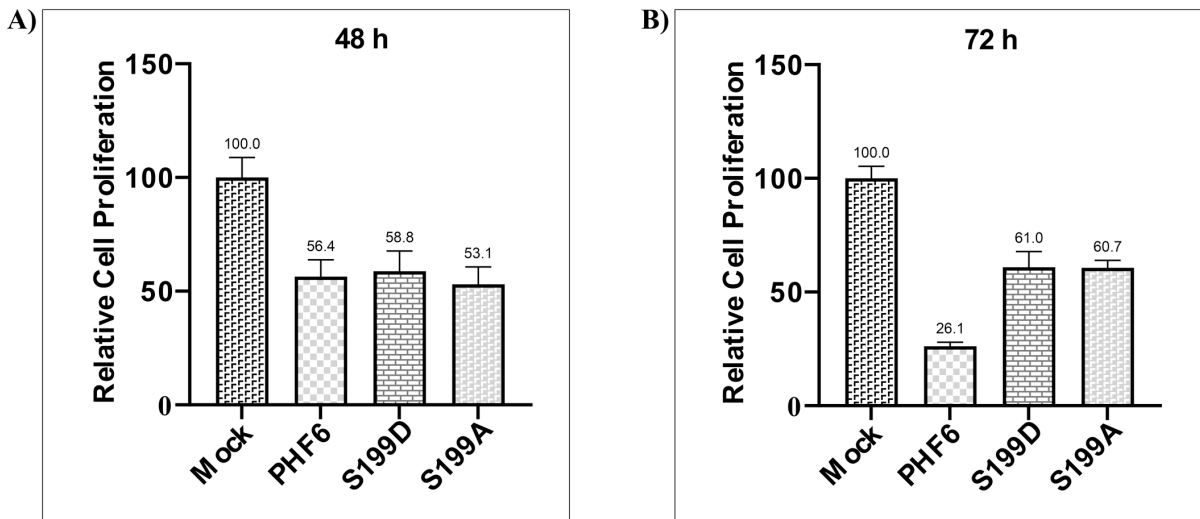 A)
48 h
Relative Cell Proliferation
150
100
50
0
100.0
56.4
58.8
53.1
Mock
PHF6
S199D
S199A
B)
72 h
Relative Cell Proliferation
150
100
50
0
100.0
26.1
61.0
60.7
Mock
PHF6
S199D
S199A